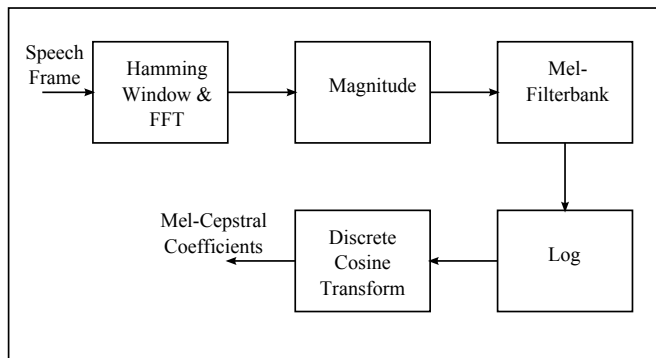 Speech
Frame
Hamming
Window &
FFT
Magnitude
Mel-
Filterbank
Mel-Cepstral
Coefficients
Discrete
Cosine
Transform
Log